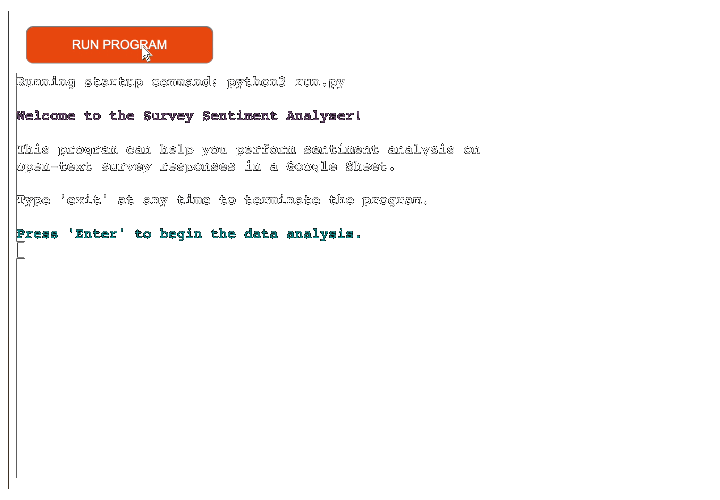 RUN PROGRAM
Running startup command: python3 run.py
Welcome to the Survey Sentiment Analyser!
This program can help you perform sentiment analysis on
open-text survey responses in a Google Sheet.
Type 'exit' at any time to terminate the program.
Press 'Enter' to begin the data analysis.